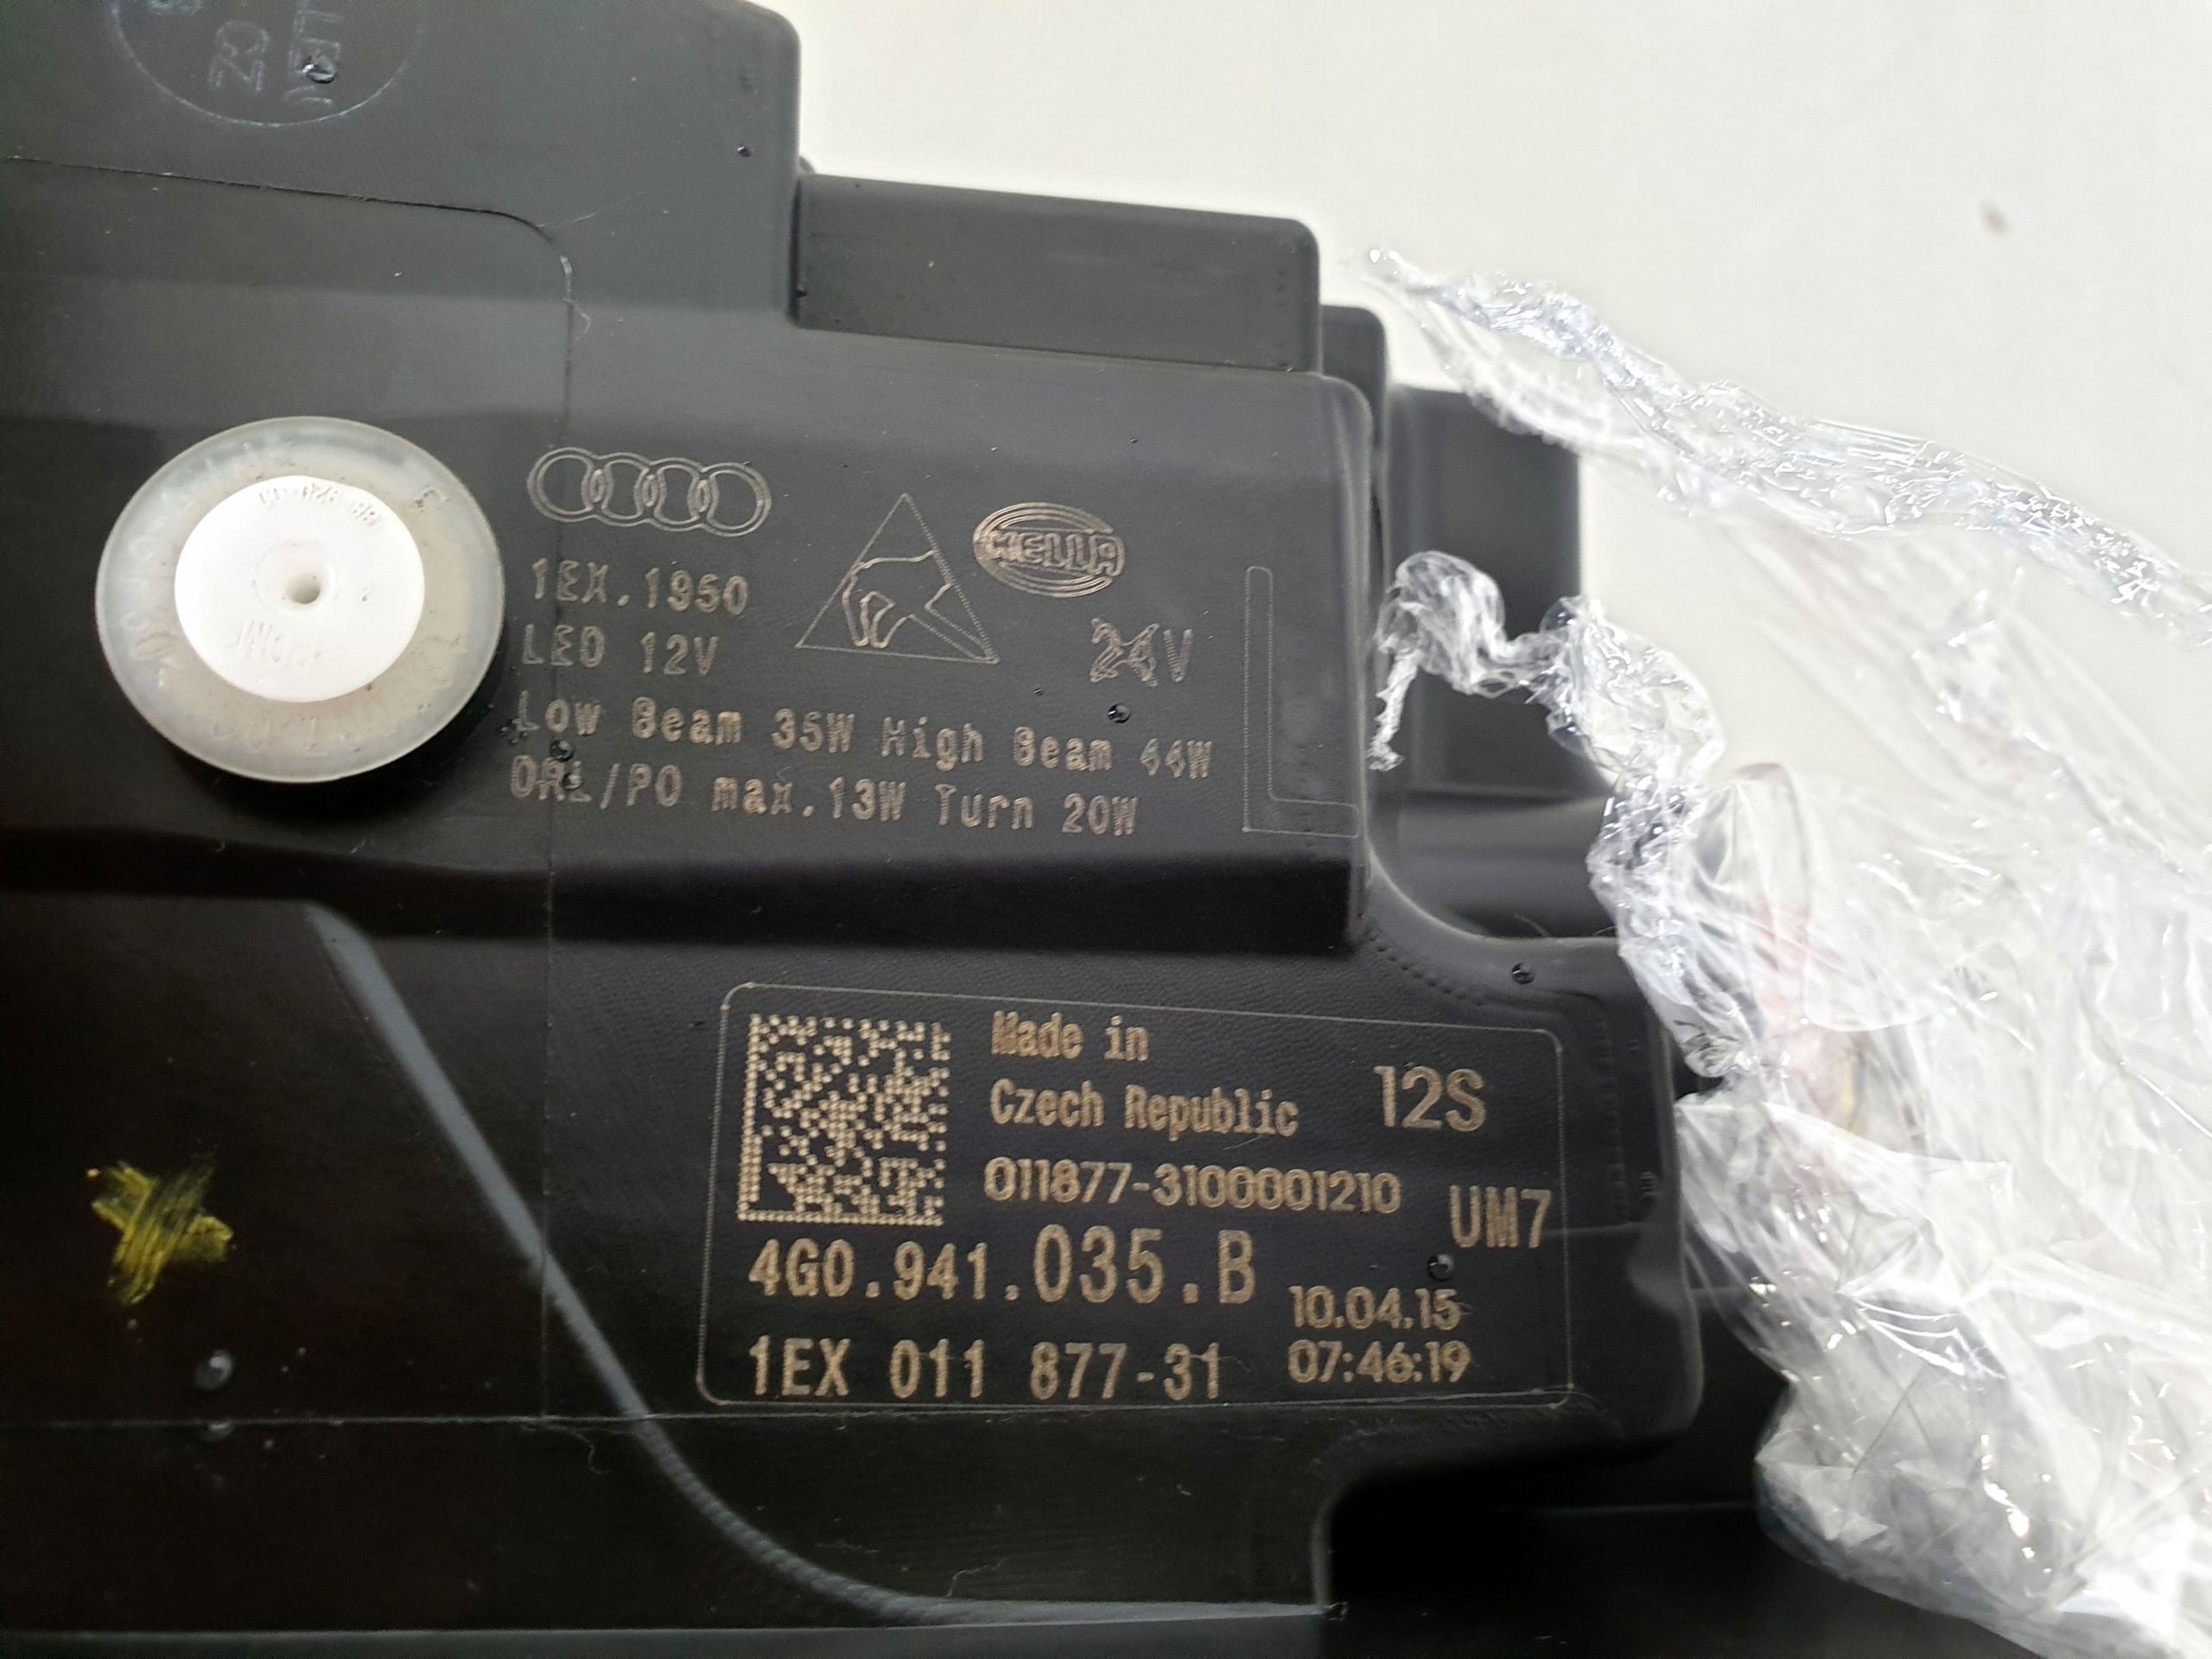 HELLA
1EX.1950
LED 12V
24V
Low Beam 35W High Beam 44W
DRL/PO max.13W Turn 20W
L
Made in
Czech Republic
12S
011877-3100001210
UM7
4G0.941.035.B
10.04.15
1EX 011 877-31
07:46:19